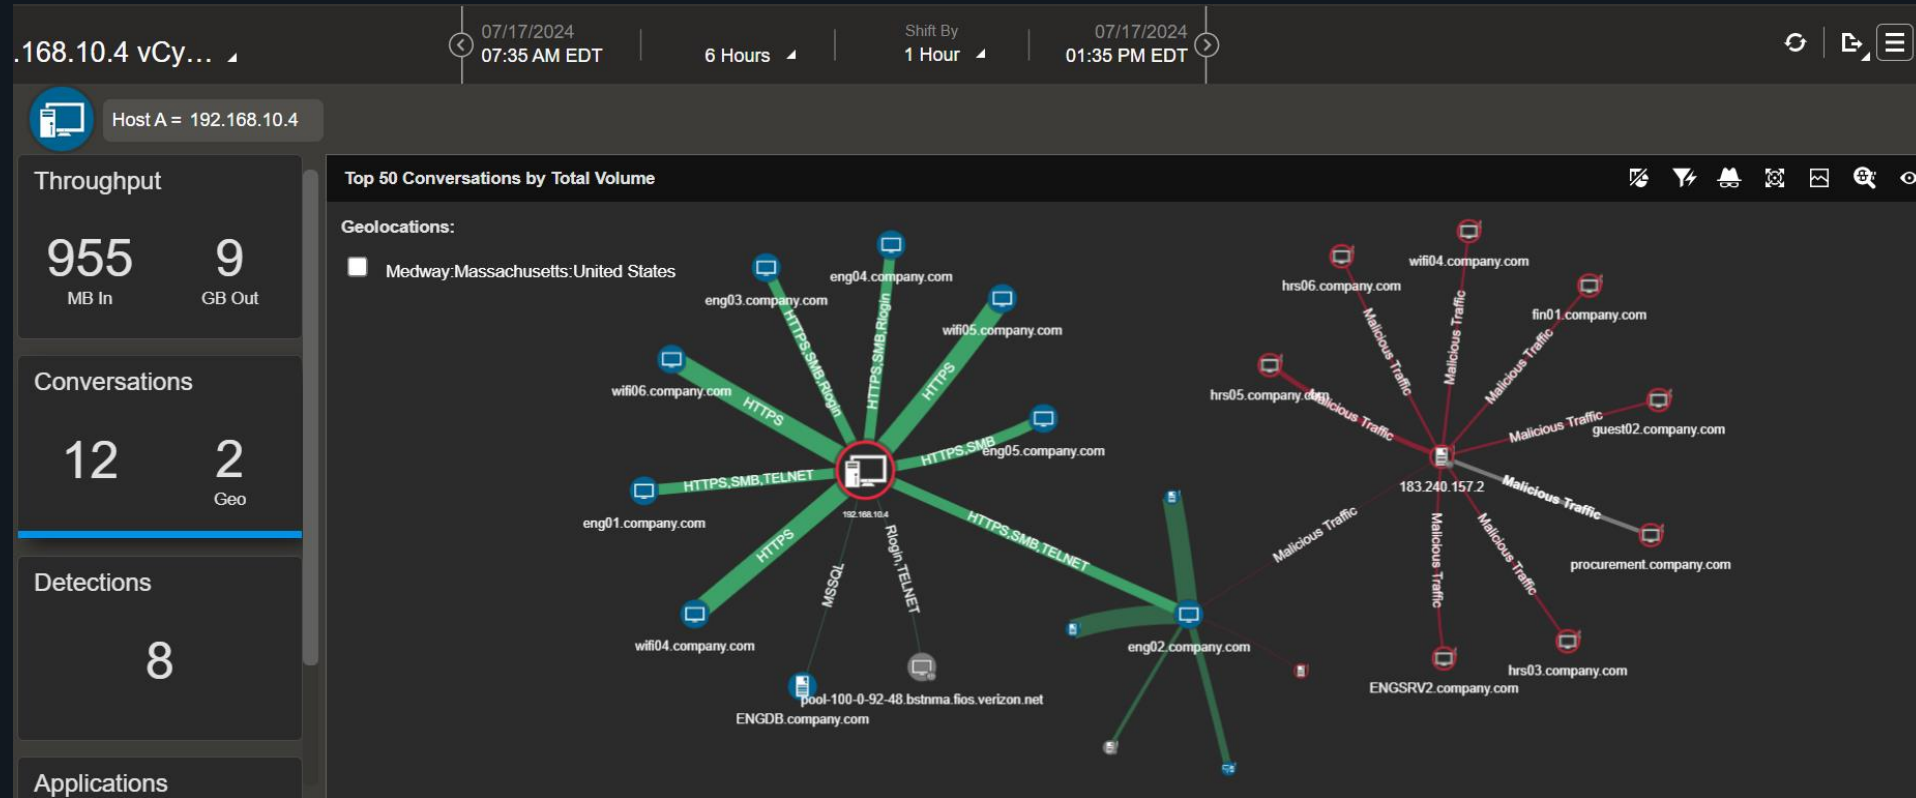 .168.10.4 vCy...
07/17/2024
07:35 AM EDT
6 Hours
Shift By
1 Hour
07/17/2024
01:35 PM EDT
Host A = 192.168.10.4
Throughput
955
MB In
9
GB Out
Conversations
12
2
Geo
Detections
8
Applications
Top 50 Conversations by Total Volume
Geolocations:
Medway:Massachusetts:United States
eng03.company.com
eng04.company.com
wifi05.company.com
wifi06.company.com
eng05.company.com
eng01.company.com
192.168.10.4
wifi04.company.com
ENGDB.company.com
pool-100-0-92-48.bstnma.fios.verizon.net
eng02.company.com
HTTPS,SMB,Rlogin
HTTPS,SMB,Rlogin
HTTPS
HTTPS
HTTPS,SMB
HTTPS,SMB,TELNET
HTTPS
MSSQL
Rlogin,TELNET
HTTPS,SMB,TELNET
Malicious Traffic
hrs06.company.com
wifi04.company.com
fin01.company.com
hrs05.company.com
guest02.company.com
183.240.157.2
procurement.company.com
hrs03.company.com
ENGSRV2.company.com
Malicious Traffic
Malicious Traffic
Malicious Traffic
Malicious Traffic
Malicious Traffic
Malicious Traffic
Malicious Traffic
Malicious Traffic